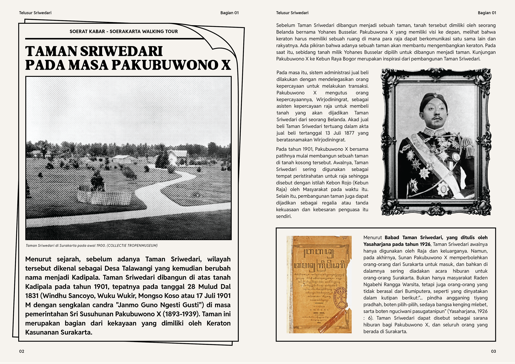 Telusur Sriwedari
Bagian 01
SOERAT KABAR - SOERAKARTA WALKING TOUR
TAMAN SRIWEDARI
PADA MASA PAKUBUWONO X
Taman Sriwedari di Surakarta pada awal 1900. (COLLECTIE TROPENMUSEUM)
Menurut sejarah, sebelum adanya Taman Sriwedari, wilayah
tersebut dikenal sebagai Desa Talawangi yang kemudian berubah
nama menjadi Kadipala. Taman Sriwedari dibangun di atas tanah
Kadipala pada tahun 1901, tepatnya pada tanggal 28 Mulud Dal
1831 (Windhu Sancoyo, Wuku Wukir, Mongso Koso atau 17 Juli 1901
M dengan sengkalan candra "Janmo Guno Ngesti Gusti") di masa
pemerintahan Sri Susuhunan Pakubuwono X (1893-1939). Taman ini
merupakan bagian dari kekayaan yang dimiliki oleh Keraton
Kasunanan Surakarta.
02
Telusur Sriwedari
Bagian 01
Sebelum Taman Sriwedari dibangun menjadi sebuah taman, tanah tersebut dimiliki oleh seorang
Belanda bernama Yohanes Busselar. Pakubuwono X yang memiliki visi ke depan, melihat bahwa
keraton harus memiliki sebuah ruang di mana para raja dapat berkomunikasi satu sama lain dan
rakyatnya. Ada pikiran bahwa adanya sebuah taman akan membantu mengembangkan keraton. Pada
saat itu, sebidang tanah milik Yohanes Busselar dipilih untuk dibangun menjadi taman. Kunjungan
Pakubuwono X ke Kebun Raya Bogor merupakan inspirasi dari pembangunan Taman Sriwedari.
Pada masa itu, sistem administrasi jual beli
dilakukan dengan mendelegasikan orang
kepercayaan untuk melakukan transaksi.
Pakubuwono X mengutus orang
kepercayaannya, Wirjodiningrat, sebagai
asisten kepercayaan raja untuk membeli
tanah yang akan dijadikan Taman
Sriwedari dari seorang Belanda. Akad jual
beli Taman Sriwedari tertuang dalam akta
jual beli tertanggal 13 Juli 1877 yang
beratasnamakan Wirjodiningrat.
Pada tahun 1901, Pakubuwono X bersama
patihnya mulai membangun sebuah taman
di tanah kosong tersebut. Awalnya, Taman
Sriwedari sering digunakan sebagai
tempat peristirahatan untuk raja sehingga
disebut dengan istilah Kebon Rojo (Kebun
Raja) oleh Masyarakat pada waktu itu.
Selain itu, pembangunan taman juga dapat
dijadikan sebagai regalia atau tanda
kekuasaan dan kebesaran penguasa itu
sendiri.
Menurut Babad Taman Sriwedari, yang ditulis oleh
Yasaharjana pada tahun 1926, Taman Sriwedari awalnya
hanya digunakan oleh Raja dan keluarganya. Namun,
pada akhirnya, Sunan Pakubuwono X memperbolehkan
orang-orang dari Surakarta untuk masuk, dan bahkan di
dalamnya sering diadakan acara hiburan untuk
orang-orang Surakarta. Bukan hanya masyarakat Raden
Ngabehi Rangga Warsita, tetapi juga orang-orang yang
tidak berasal dari Bumiputera, seperti yang dinyatakan
dalam kutipan berikut:"... pindha anggaring tiyang
pradhah, boten pilih-pilih, sedaya bangsa kenging mlebet,
sarta boten nguciwani pasugatanipun" (Yasaharjana, 1926
: 6). Taman Sriwedari dapat disebut sebagai sarana
hiburan bagi Pakubuwono X, dan seluruh orang yang
berada di Surakarta.
03